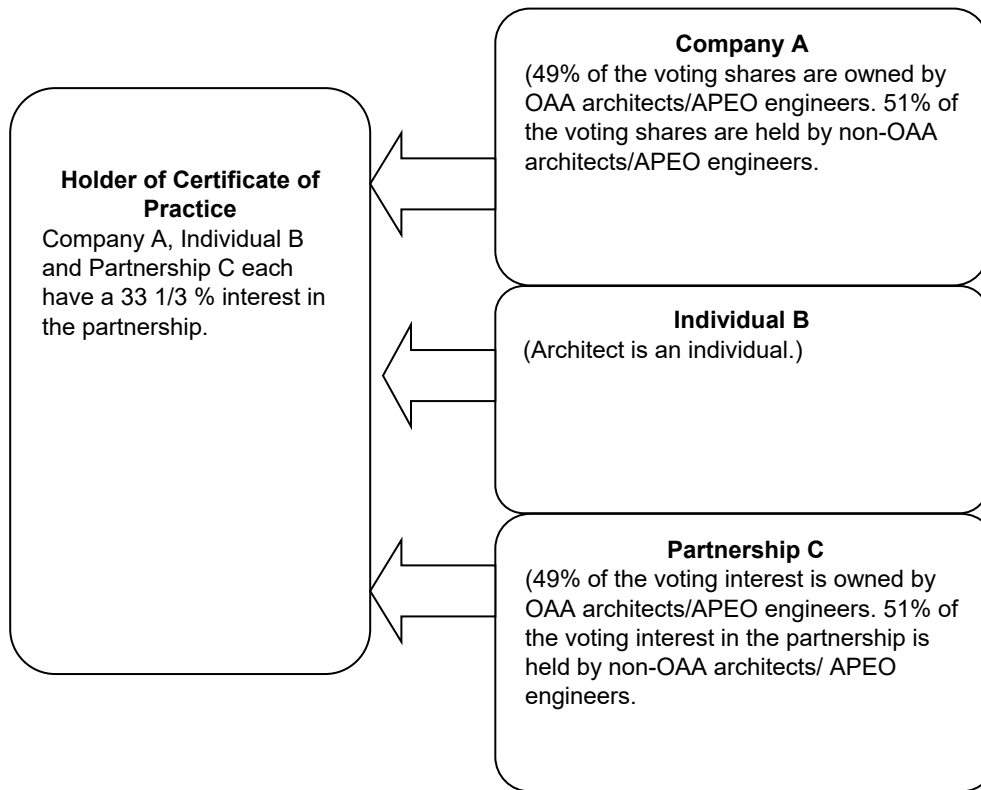 Holder of Certificate of
Practice
Company A, Individual B
and Partnership C each
have a 33 1/3 % interest in
the partnership.
Company A
(49% of the voting shares are owned by
OAA architects/APEO engineers. 51% of
the voting shares are held by non-OAA
architects/APEO engineers.
Individual B
(Architect is an individual.)
Partnership C
(49% of the voting interest is owned by
OAA architects/APEO engineers. 51% of
the voting interest in the partnership is
held by non-OAA architects/ APEO
engineers.